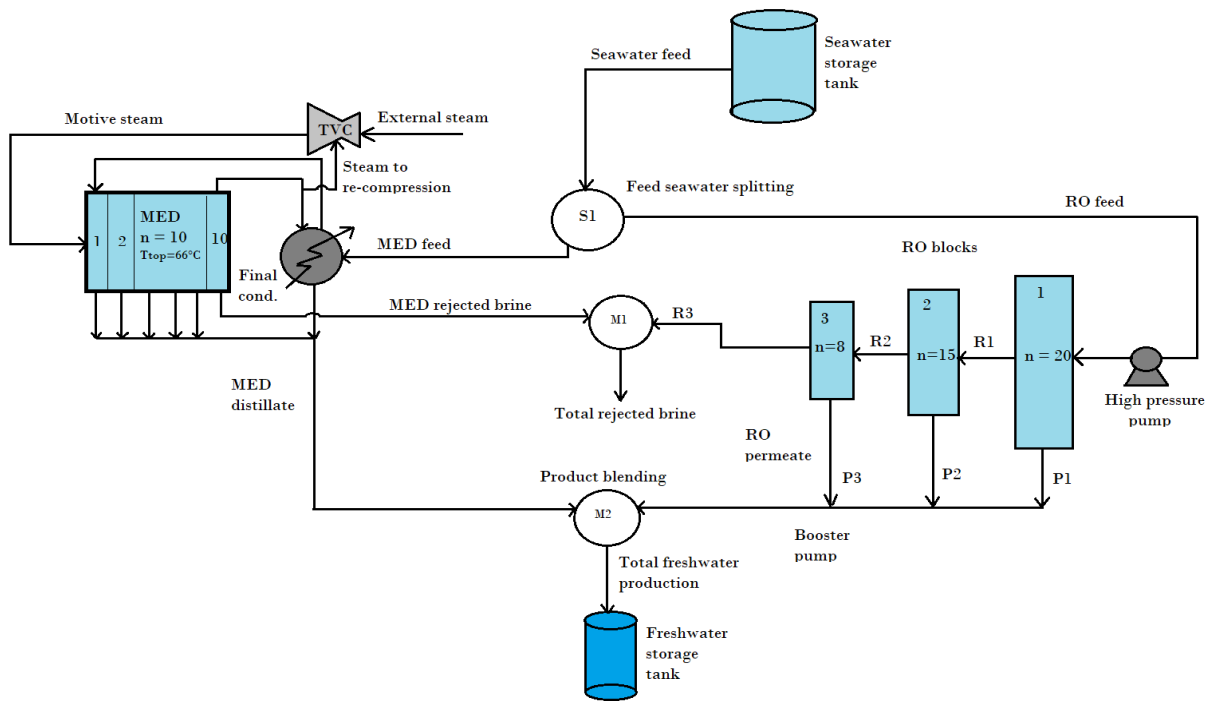 Seawater feed
Seawater
storage
tank
Motive steam
TVC
External steam
Steam to
re-compression
Feed seawater splitting
S1
RO feed
MED
n = 10
Ttop=66°C
1
2
10
MED feed
RO blocks
Final
cond.
MED rejected brine
M1
R3
3
n=8
R2
2
n=15
R1
1
n = 20
High pressure
pump
MED
distillate
Total rejected brine
RO
permeate
P3
P2
P1
Product blending
M2
Booster
pump
Total freshwater
production
Freshwater
storage
tank